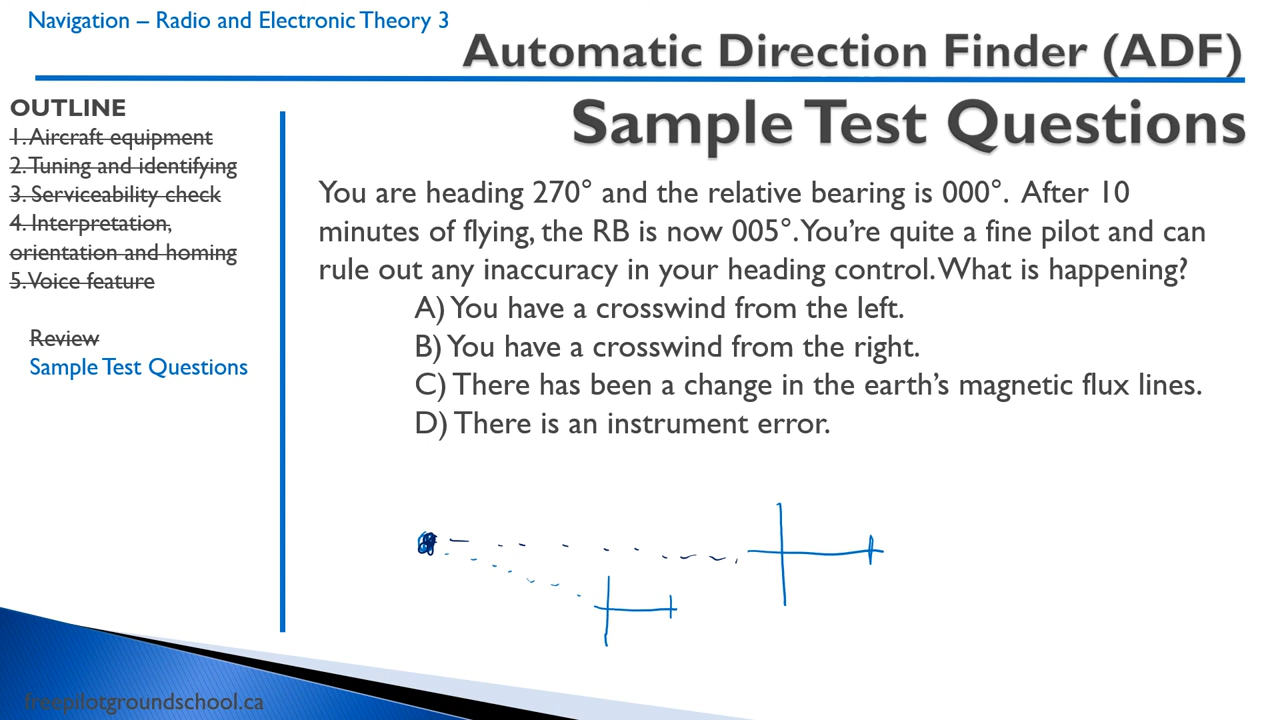 Navigation – Radio and Electronic Theory 3
Automatic Direction Finder (ADF)
OUTLINE
1. Aircraft equipment
2. Tuning and identifying
3. Serviceability check
4. Interpretation,
orientation and homing
5. Voice feature
Review
Sample Test Questions
Sample Test Questions
You are heading 270° and the relative bearing is 000°. After 10
minutes of flying, the RB is now 005°. You’re quite a fine pilot and can
rule out any inaccuracy in your heading control. What is happening?
A) You have a crosswind from the left.
B) You have a crosswind from the right.
C) There has been a change in the earth’s magnetic flux lines.
D) There is an instrument error.
freepilotgroundschool.ca